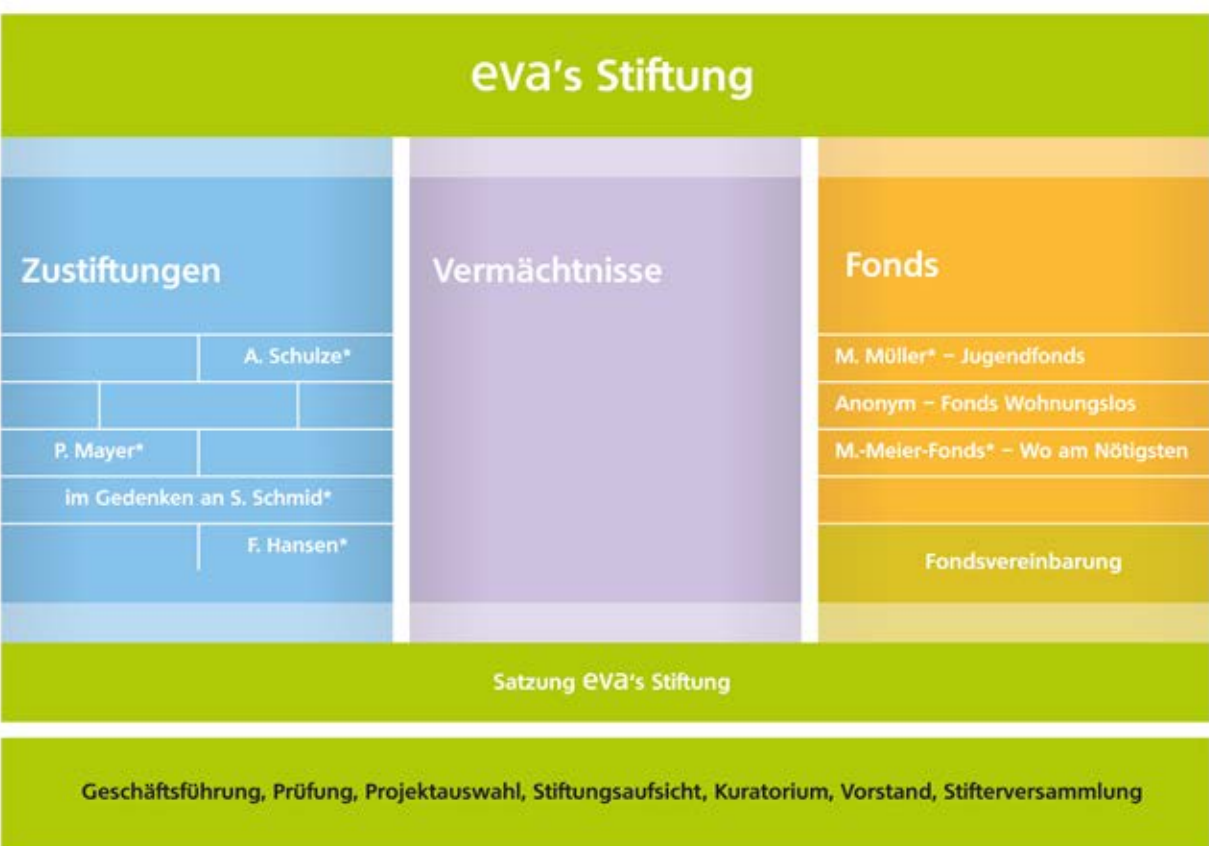 eva's Stiftung
Zustiftungen
A. Schulze*
P. Mayer*
im Gedenken an S. Schmid*
F. Hansen*
Vermächtnisse
Fonds
M. Müller* – Jugendfonds
Anonym – Fonds Wohnungslos
M.-Meier-Fonds* – Wo am Nötigsten
Fondsvereinbarung
Satzung eva's Stiftung
Geschäftsführung, Prüfung, Projektauswahl, Stiftungsaufsicht, Kuratorium, Vorstand, Stifterversammlung